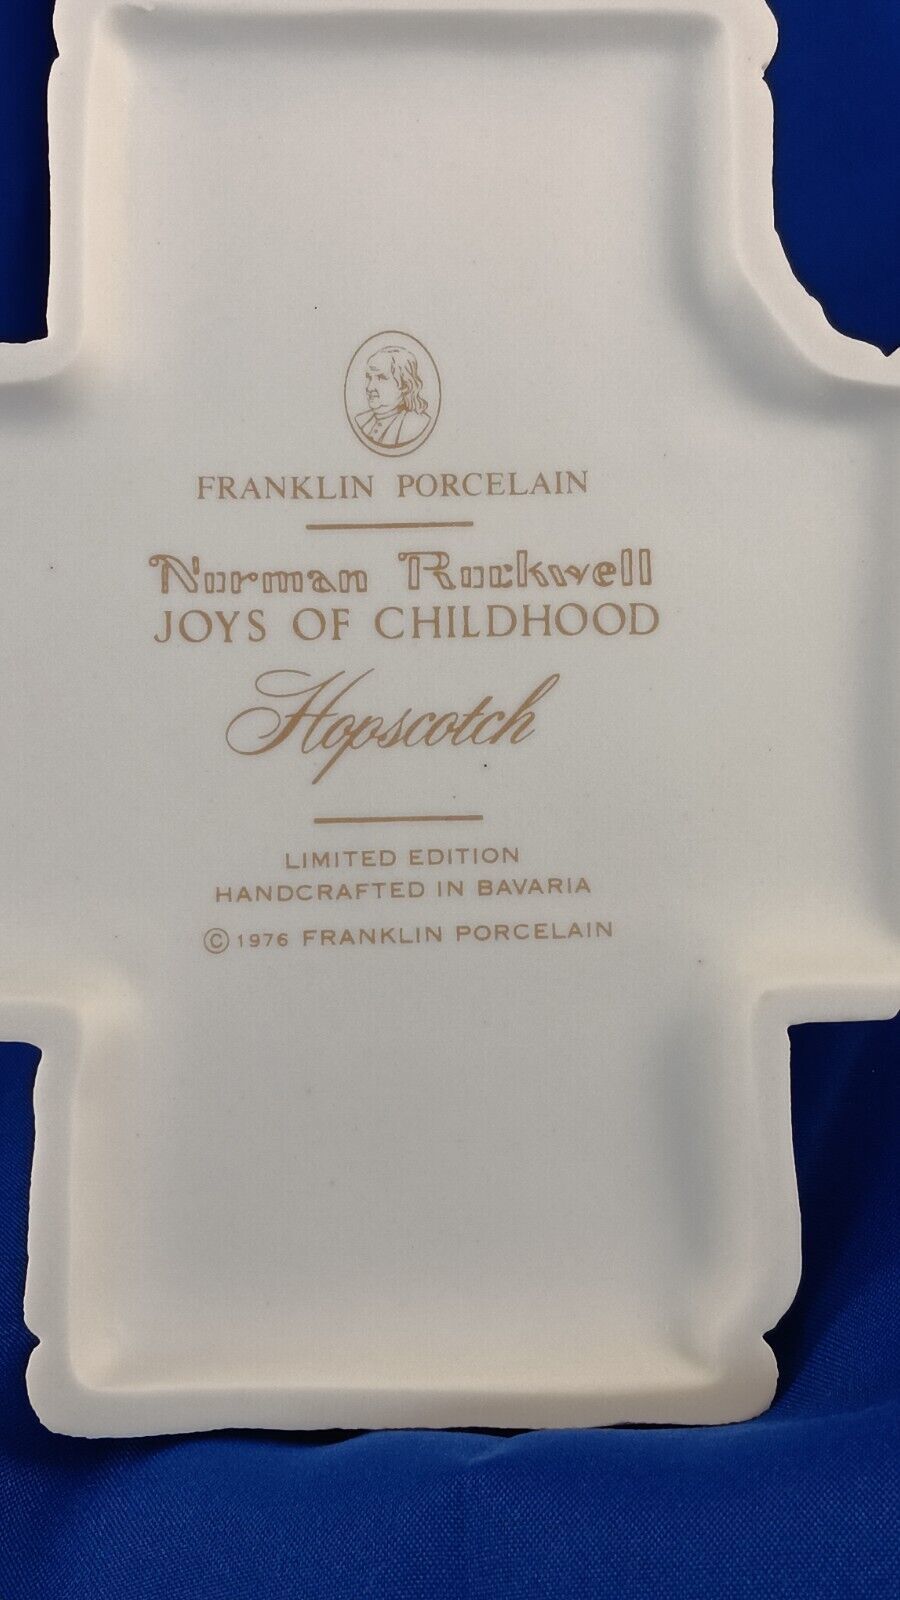 FRANKLIN PORCELAIN
Norman Rockwell
JOYS OF CHILDHOOD
Hopscotch
LIMITED EDITION
HANDCRAFTED IN BAVARIA
© 1976 FRANKLIN PORCELAIN